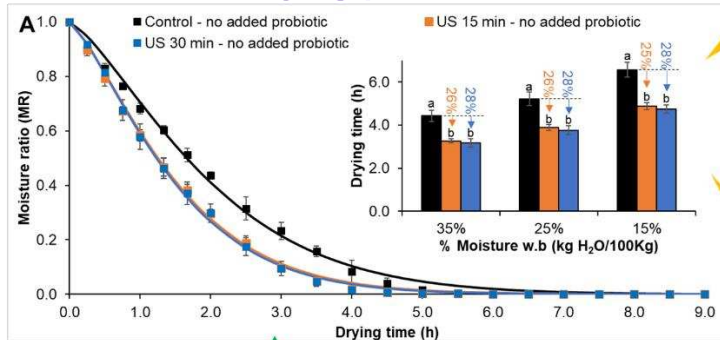 A
Control - no added probiotic
US 15 min - no added probiotic
US 30 min - no added probiotic
Moisture ratio (MR)
1.0
0.8
0.6
0.4
0.2
0.0
0.0 1.0 2.0 3.0 4.0 5.0 6.0 7.0 8.0 9.0
Drying time (h)
Drying time (h)
6.0
4.0
2.0
0.0
a 26% 28% b b
a 26% 28% b b
a 25% 28% b b
35% 25% 15%
% Moisture w.b (kg H₂O/100Kg)